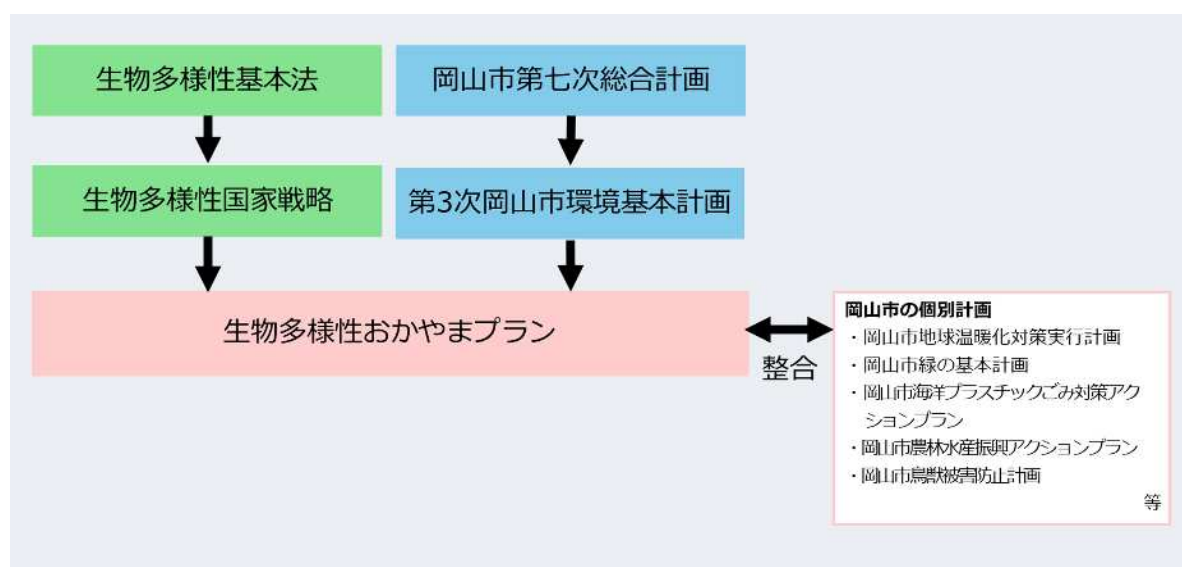 生物多様性基本法
岡山市第七次総合計画
生物多様性国家戦略
第3次岡山市環境基本計画
生物多様性おかやまプラン
整合
岡山市の個別計画
・岡山市地球温暖化対策実行計画
・岡山市緑の基本計画
・岡山市海洋プラスチックごみ対策アク
ションプラン
・岡山市農林水産振興アクションプラン
・岡山市鳥獣被害防止計画
等